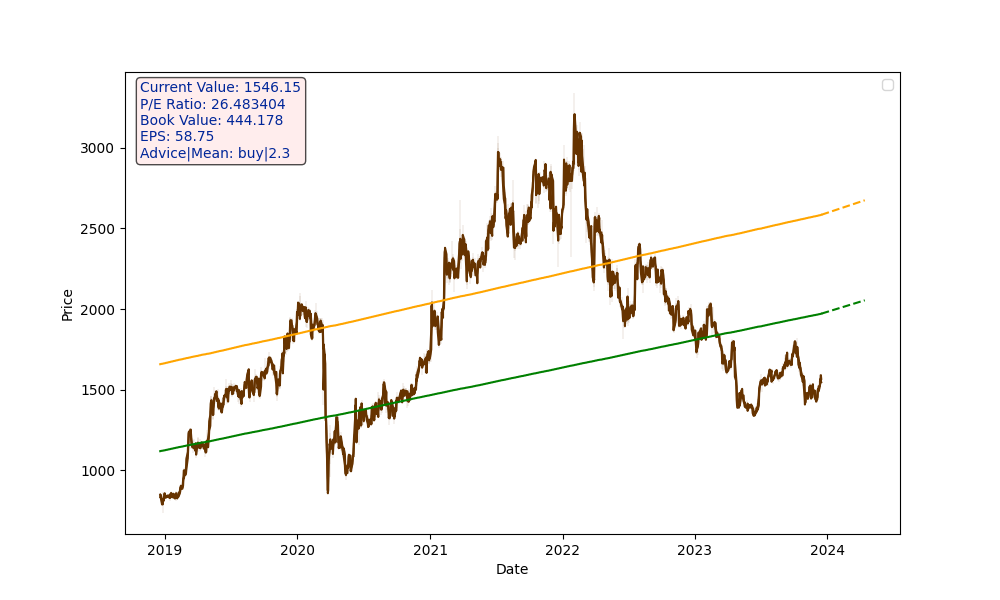 Current Value: 1546.15
P/E Ratio: 26.483404
Book Value: 444.178
EPS: 58.75
Advice|Mean: buy|2.3
3000
2500
2000
1500
1000
Price
2019 2020 2021 2022 2023 2024
Date